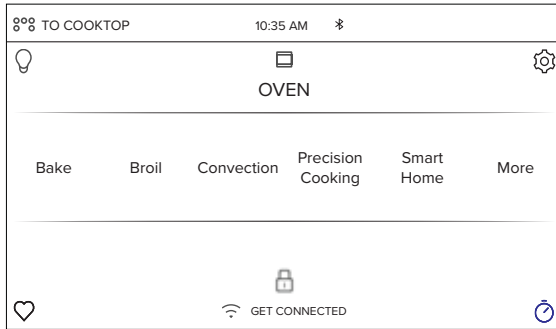 TO COOKTOP 10:35 AM
OVEN
Bake Broil Convection Precision Cooking Smart Home More
GET CONNECTED